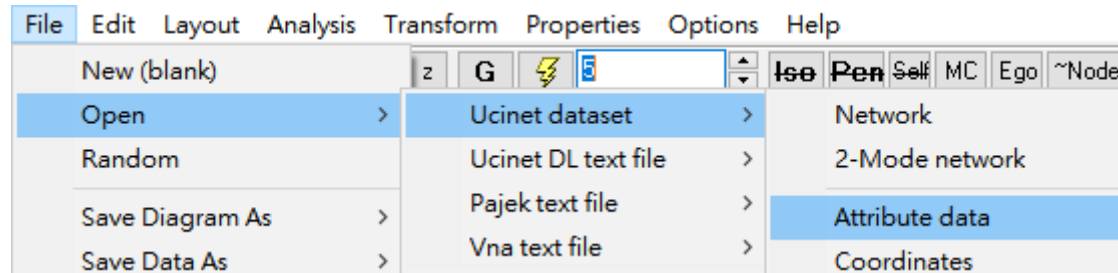 File Edit Layout Analysis Transform Properties Options Help
z G 5 Iso Pen Self MC Ego ~Node
New (blank)
Open > Ucinet dataset > Network
Random Ucinet DL text file > 2-Mode network
Save Diagram As > Pajek text file > Attribute data
Save Data As > Vna text file > Coordinates